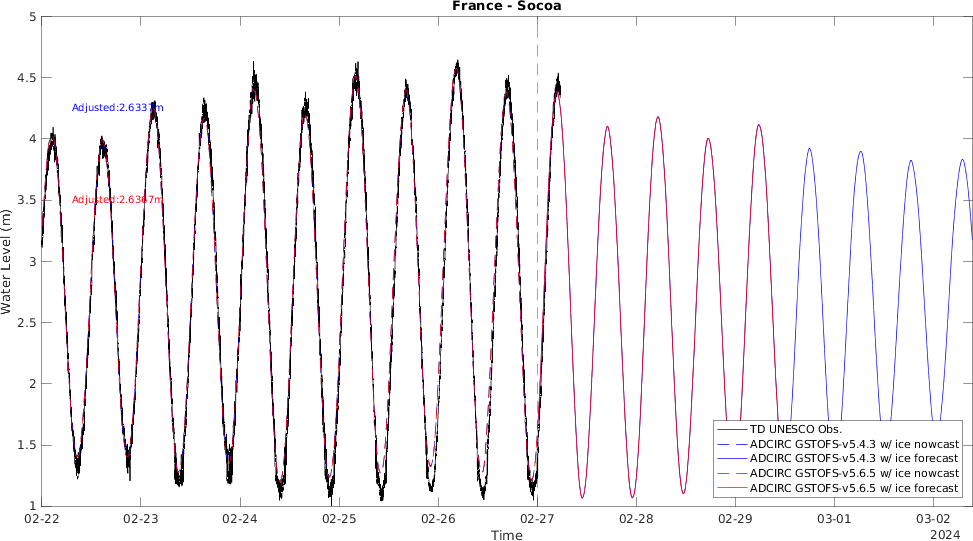 France - Socoa
5
4.5
4
3.5
3
2.5
2
1.5
1
Water Level (m)
Adjusted:2.6337m
Adjusted:2.6367m
TD UNESCO Obs.
ADCIRC GSTOFS-v5.4.3 w/ ice nowcast
ADCIRC GSTOFS-v5.4.3 w/ ice forecast
ADCIRC GSTOFS-v5.6.5 w/ ice nowcast
ADCIRC GSTOFS-v5.6.5 w/ ice forecast
02-22 02-23 02-24 02-25 02-26 02-27 02-28 02-29 03-01 03-02
Time
2024